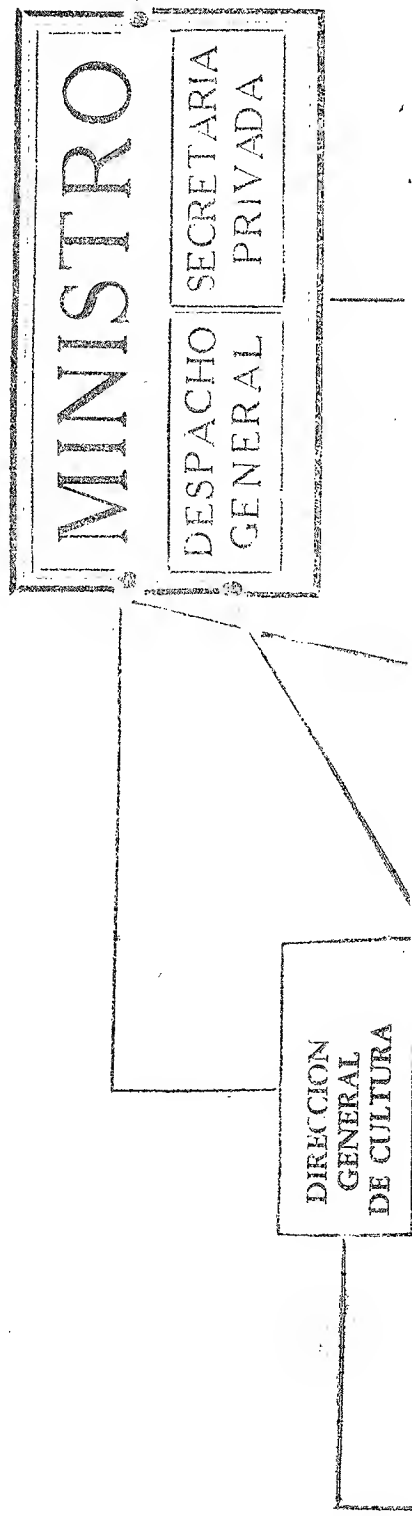 MINISTRO
DESPACHO
GENERAL
SECRETARIA
PRIVADA
DIRECCION
GENERAL
DE CULTURA